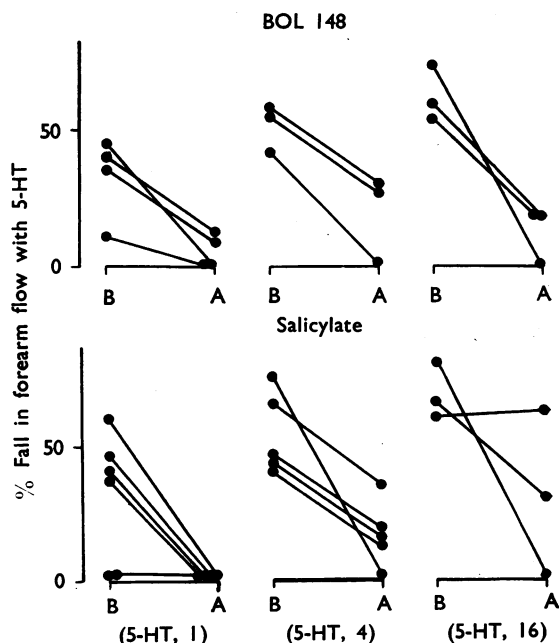 BOL 148
% Fall in forearm flow with 5-HT
50
0
B A B A B A
Salicylate
50
0
B A B A B A
(5-HT, 1) (5-HT, 4) (5-HT, 16)